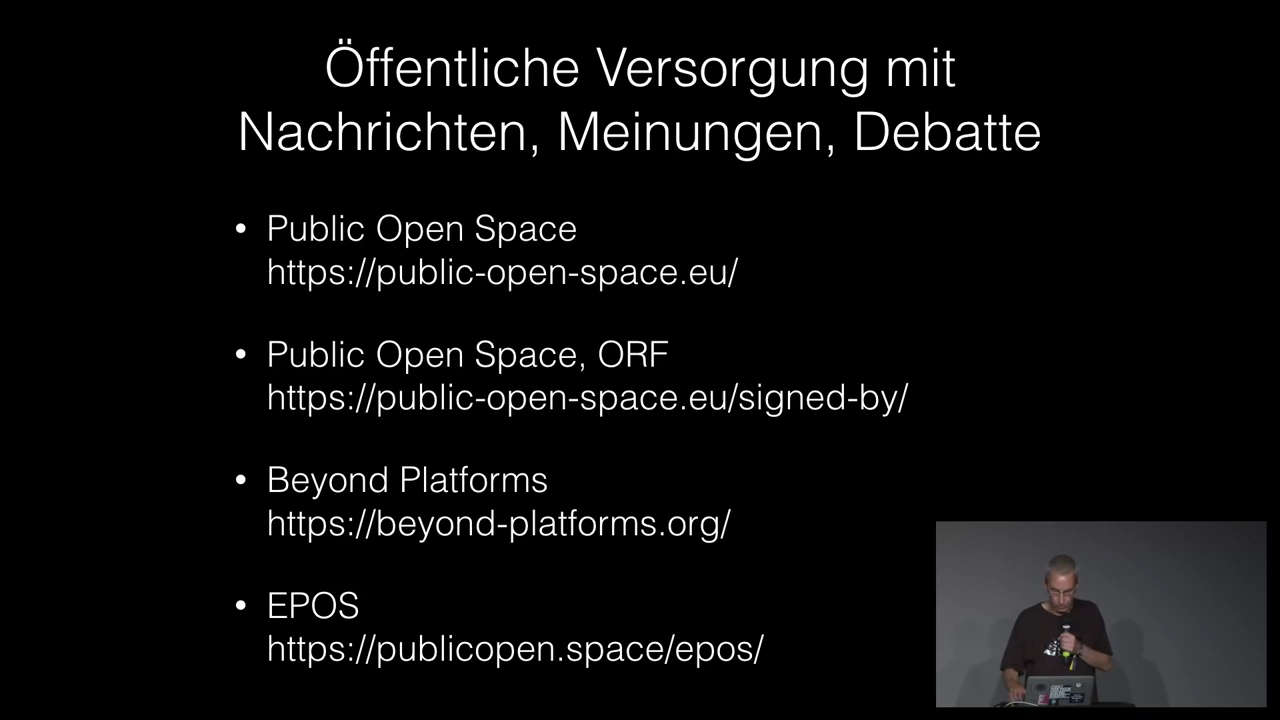 Öffentliche Versorgung mit
Nachrichten, Meinungen, Debatte
• Public Open Space
https://public-open-space.eu/
• Public Open Space, ORF
https://public-open-space.eu/signed-by/
• Beyond Platforms
https://beyond-platforms.org/
• EPOS
https://publicopen.space/epos/